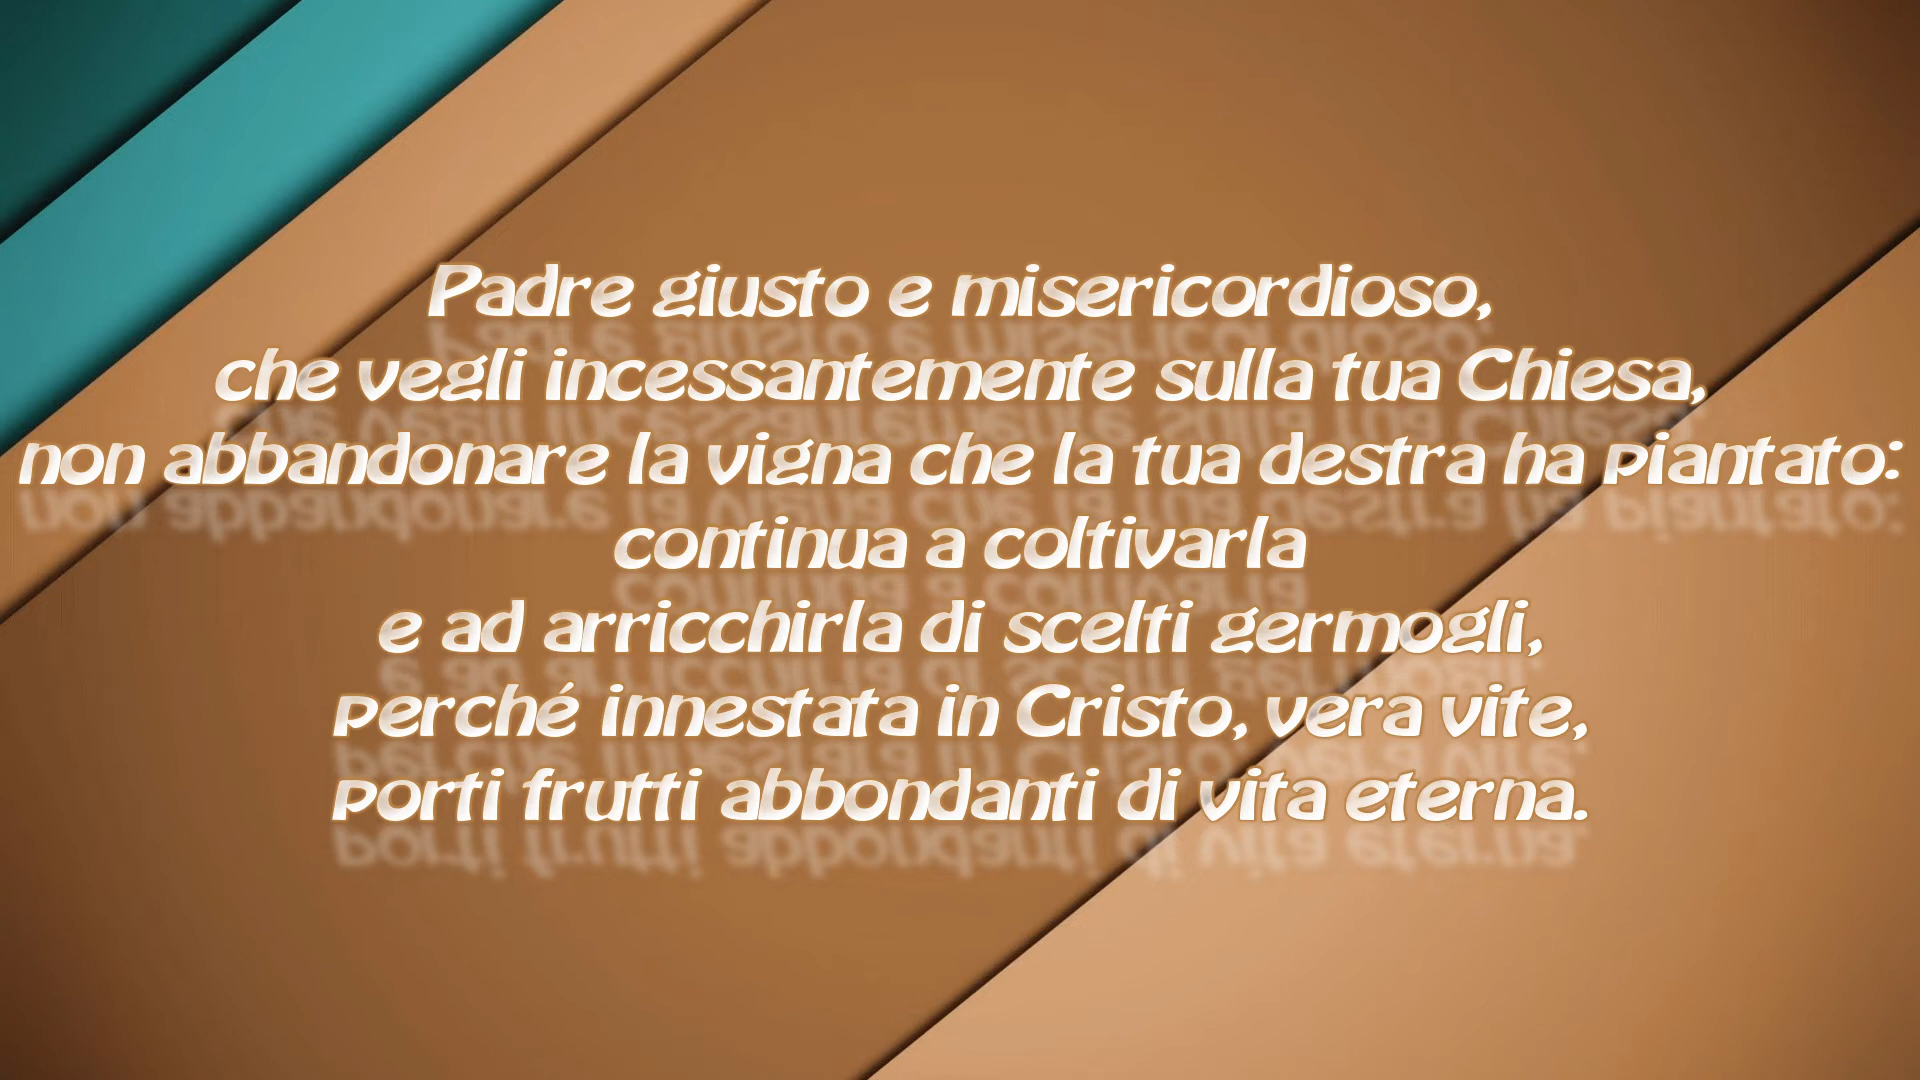 Padre giusto e misericordioso,
che vegli incessantemente sulla tua Chiesa,
non abbandonare la vigna che la tua destra ha piantato:
continua a coltivarla
e ad arricchirla di scelti germogli,
perché innestata in Cristo, vera vite,
porti frutti abbondanti di vita eterna.